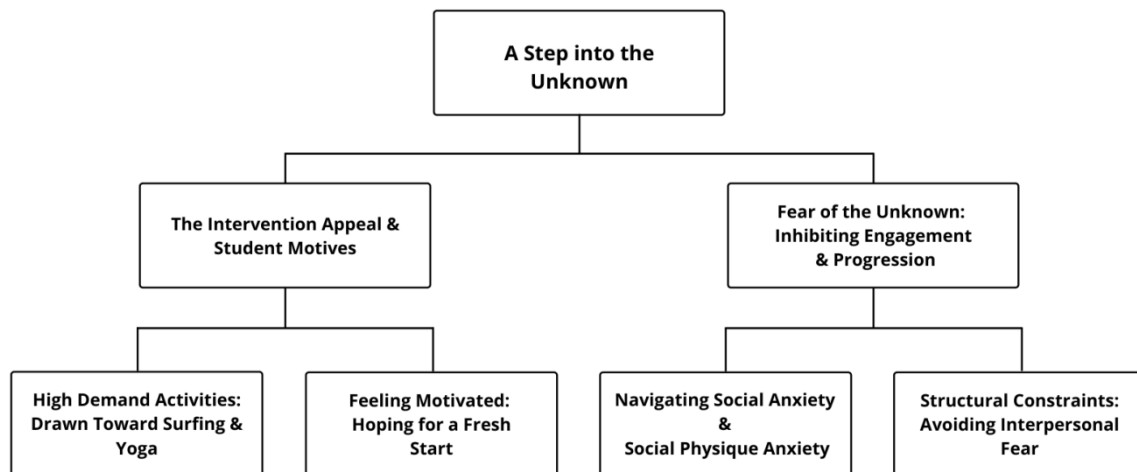 A Step into the
Unknown
The Intervention Appeal &
Student Motives
Fear of the Unknown:
Inhibiting Engagement
& Progression
High Demand Activities:
Drawn Toward Surfing &
Yoga
Feeling Motivated:
Hoping for a Fresh
Start
Navigating Social Anxiety
&
Social Physique Anxiety
Structural Constraints:
Avoiding Interpersonal
Fear